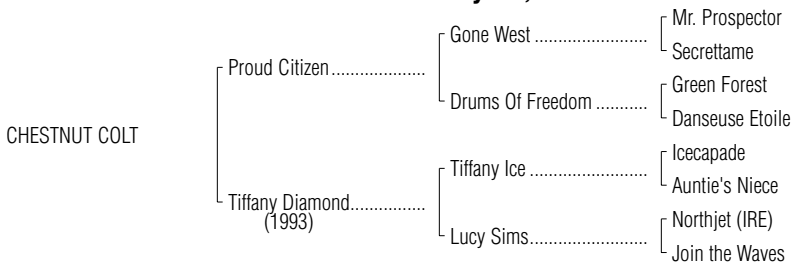 Mr. Prospector
Gone West ......................
Secrettame
Proud Citizen....................
Green Forest
Drums Of Freedom ..........
Danseuse Etoile
CHESTNUT COLT
Icecapade
Tiffany Ice ......................
Auntie's Niece
Tiffany Diamond................
(1993)
Northjet (IRE)
Lucy Sims......................
Join the Waves